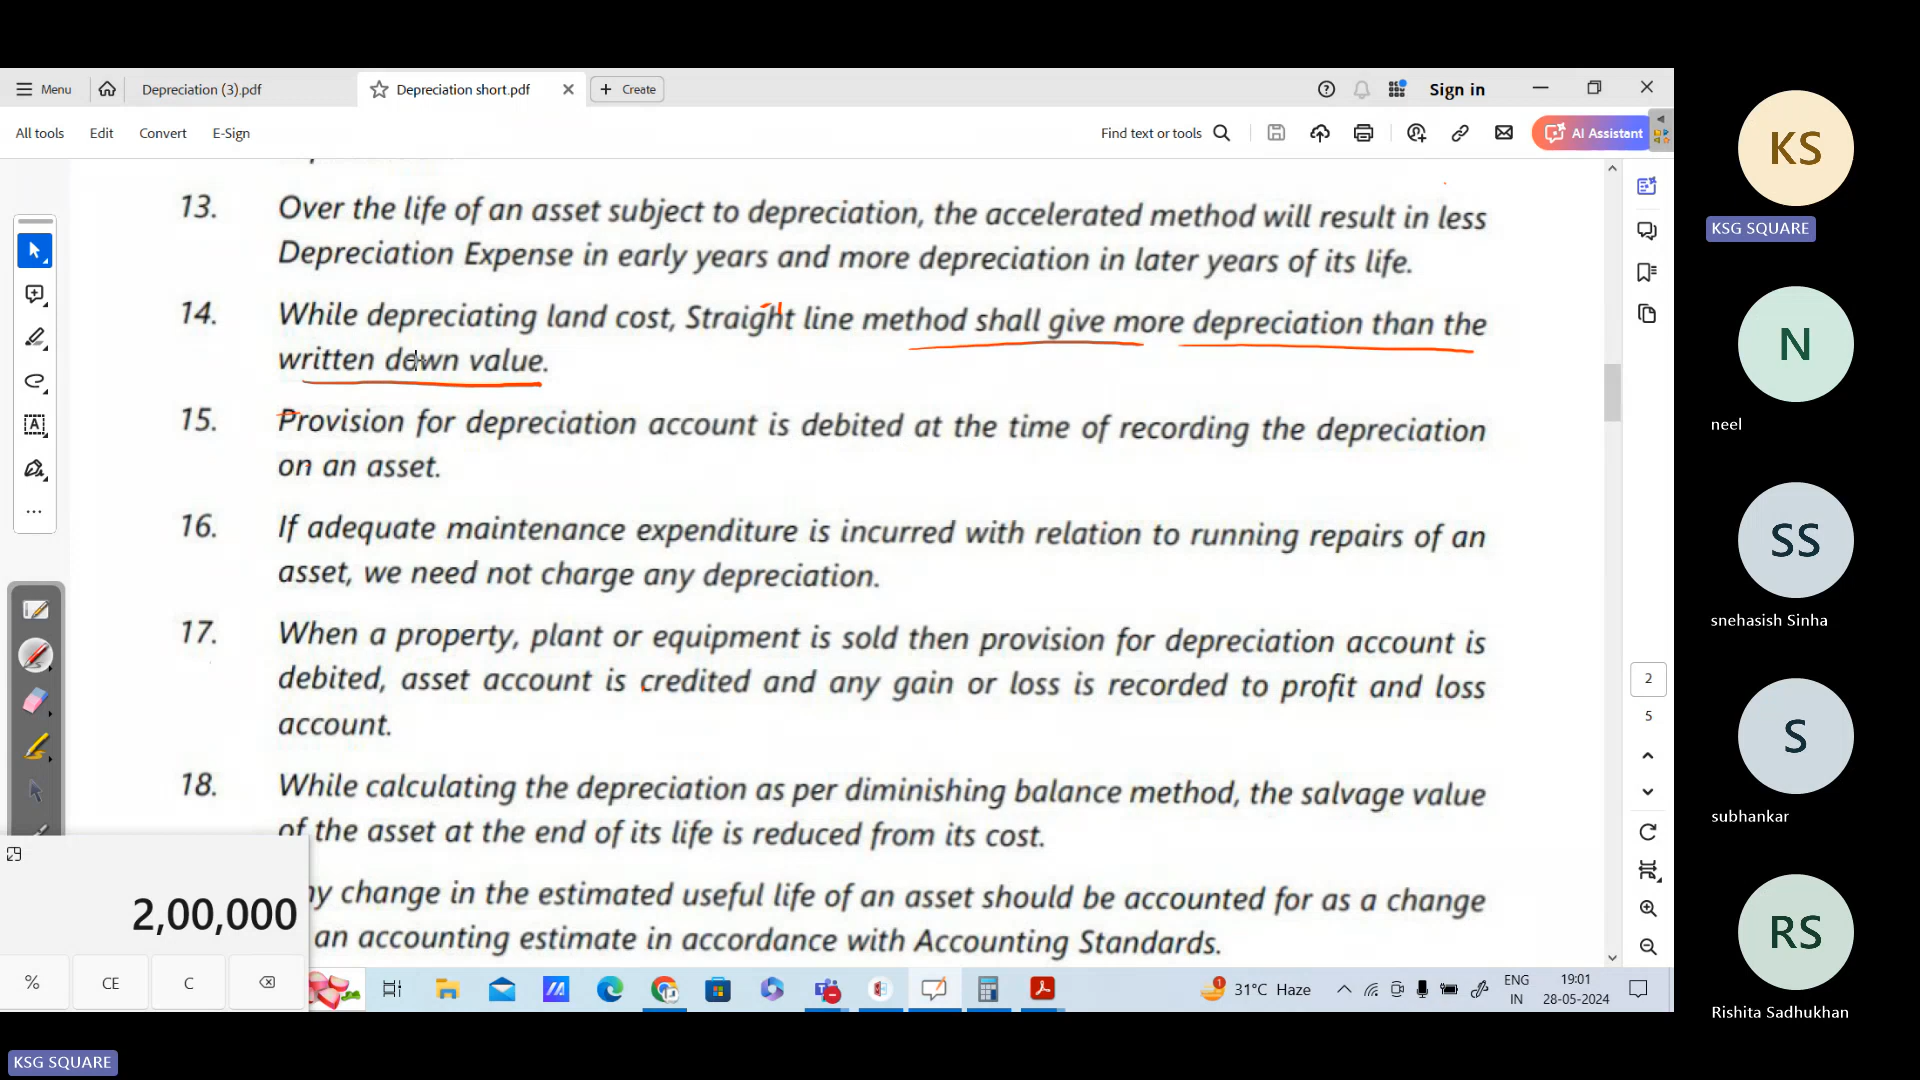 Menu
Depreciation (3).pdf
Depreciation short.pdf
Create
Sign in
All tools
Edit
Convert
E-Sign
Find text or tools
AI Assistant
13. Over the life of an asset subject to depreciation, the accelerated method will result in less
Depreciation Expense in early years and more depreciation in later years of its life.
14. While depreciating land cost, Straight line method shall give more depreciation than the
written down value.
15. Provision for depreciation account is debited at the time of recording the depreciation
on an asset.
16. If adequate maintenance expenditure is incurred with relation to running repairs of an
asset, we need not charge any depreciation.
17. When a property, plant or equipment is sold then provision for depreciation account is
debited, asset account is credited and any gain or loss is recorded to profit and loss
account.
18. While calculating the depreciation as per diminishing balance method, the salvage value
of the asset at the end of its life is reduced from its cost.
change in the estimated useful life of an asset should be accounted for as a change
an accounting estimate in accordance with Accounting Standards.
2
5
2,00,000
%
CE
C
1
31°C Haze
ENG
IN
19:01
28-05-2024
KS
KSG SQUARE
N
neel
SS
snehasish Sinha
S
subhankar
RS
Rishita Sadhukhan
KSG SQUARE